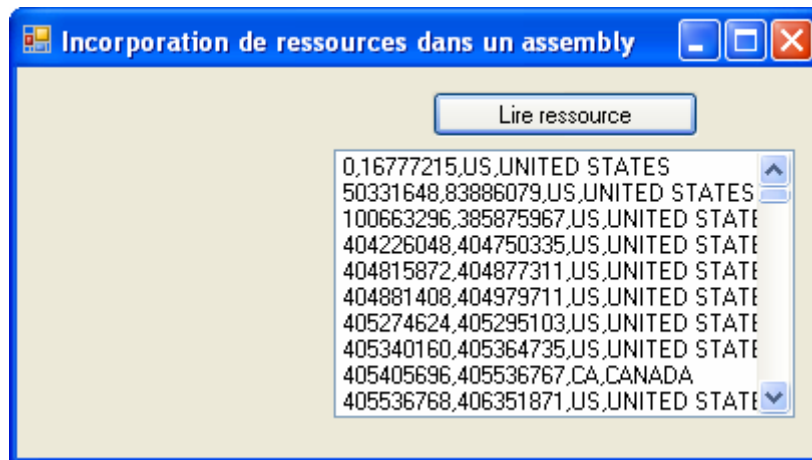 Incorporation de ressources dans un assembly
Lire ressource
0,16777215,US,UNITED STATES
50331648,83886079,US,UNITED STATES
100663296,385875967,US,UNITED STATE
404226048,404750335,US,UNITED STATE
404815872,404877311,US,UNITED STATE
404881408,404979711,US,UNITED STATE
405274624,405295103,US,UNITED STATE
405340160,405364735,US,UNITED STATE
405405696,405536767,CA,CANADA
405536768,406351871,US,UNITED STATE